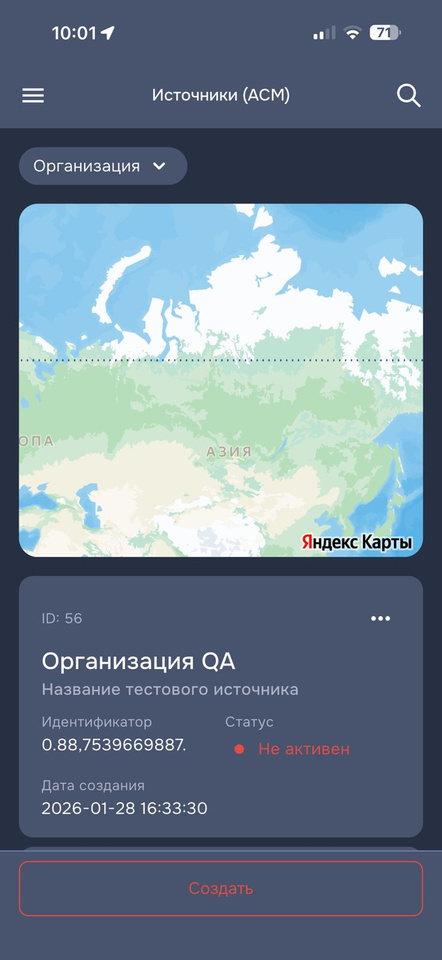 10:01
71
Источники (АСМ)
Организация
ОПА
АЗИЯ
Яндекс Карты
ID: 56
Организация QA
Название тестового источника
Идентификатор
Статус
0.88,7539669887.
Не активен
Дата создания
2026-01-28 16:33:30
Создать